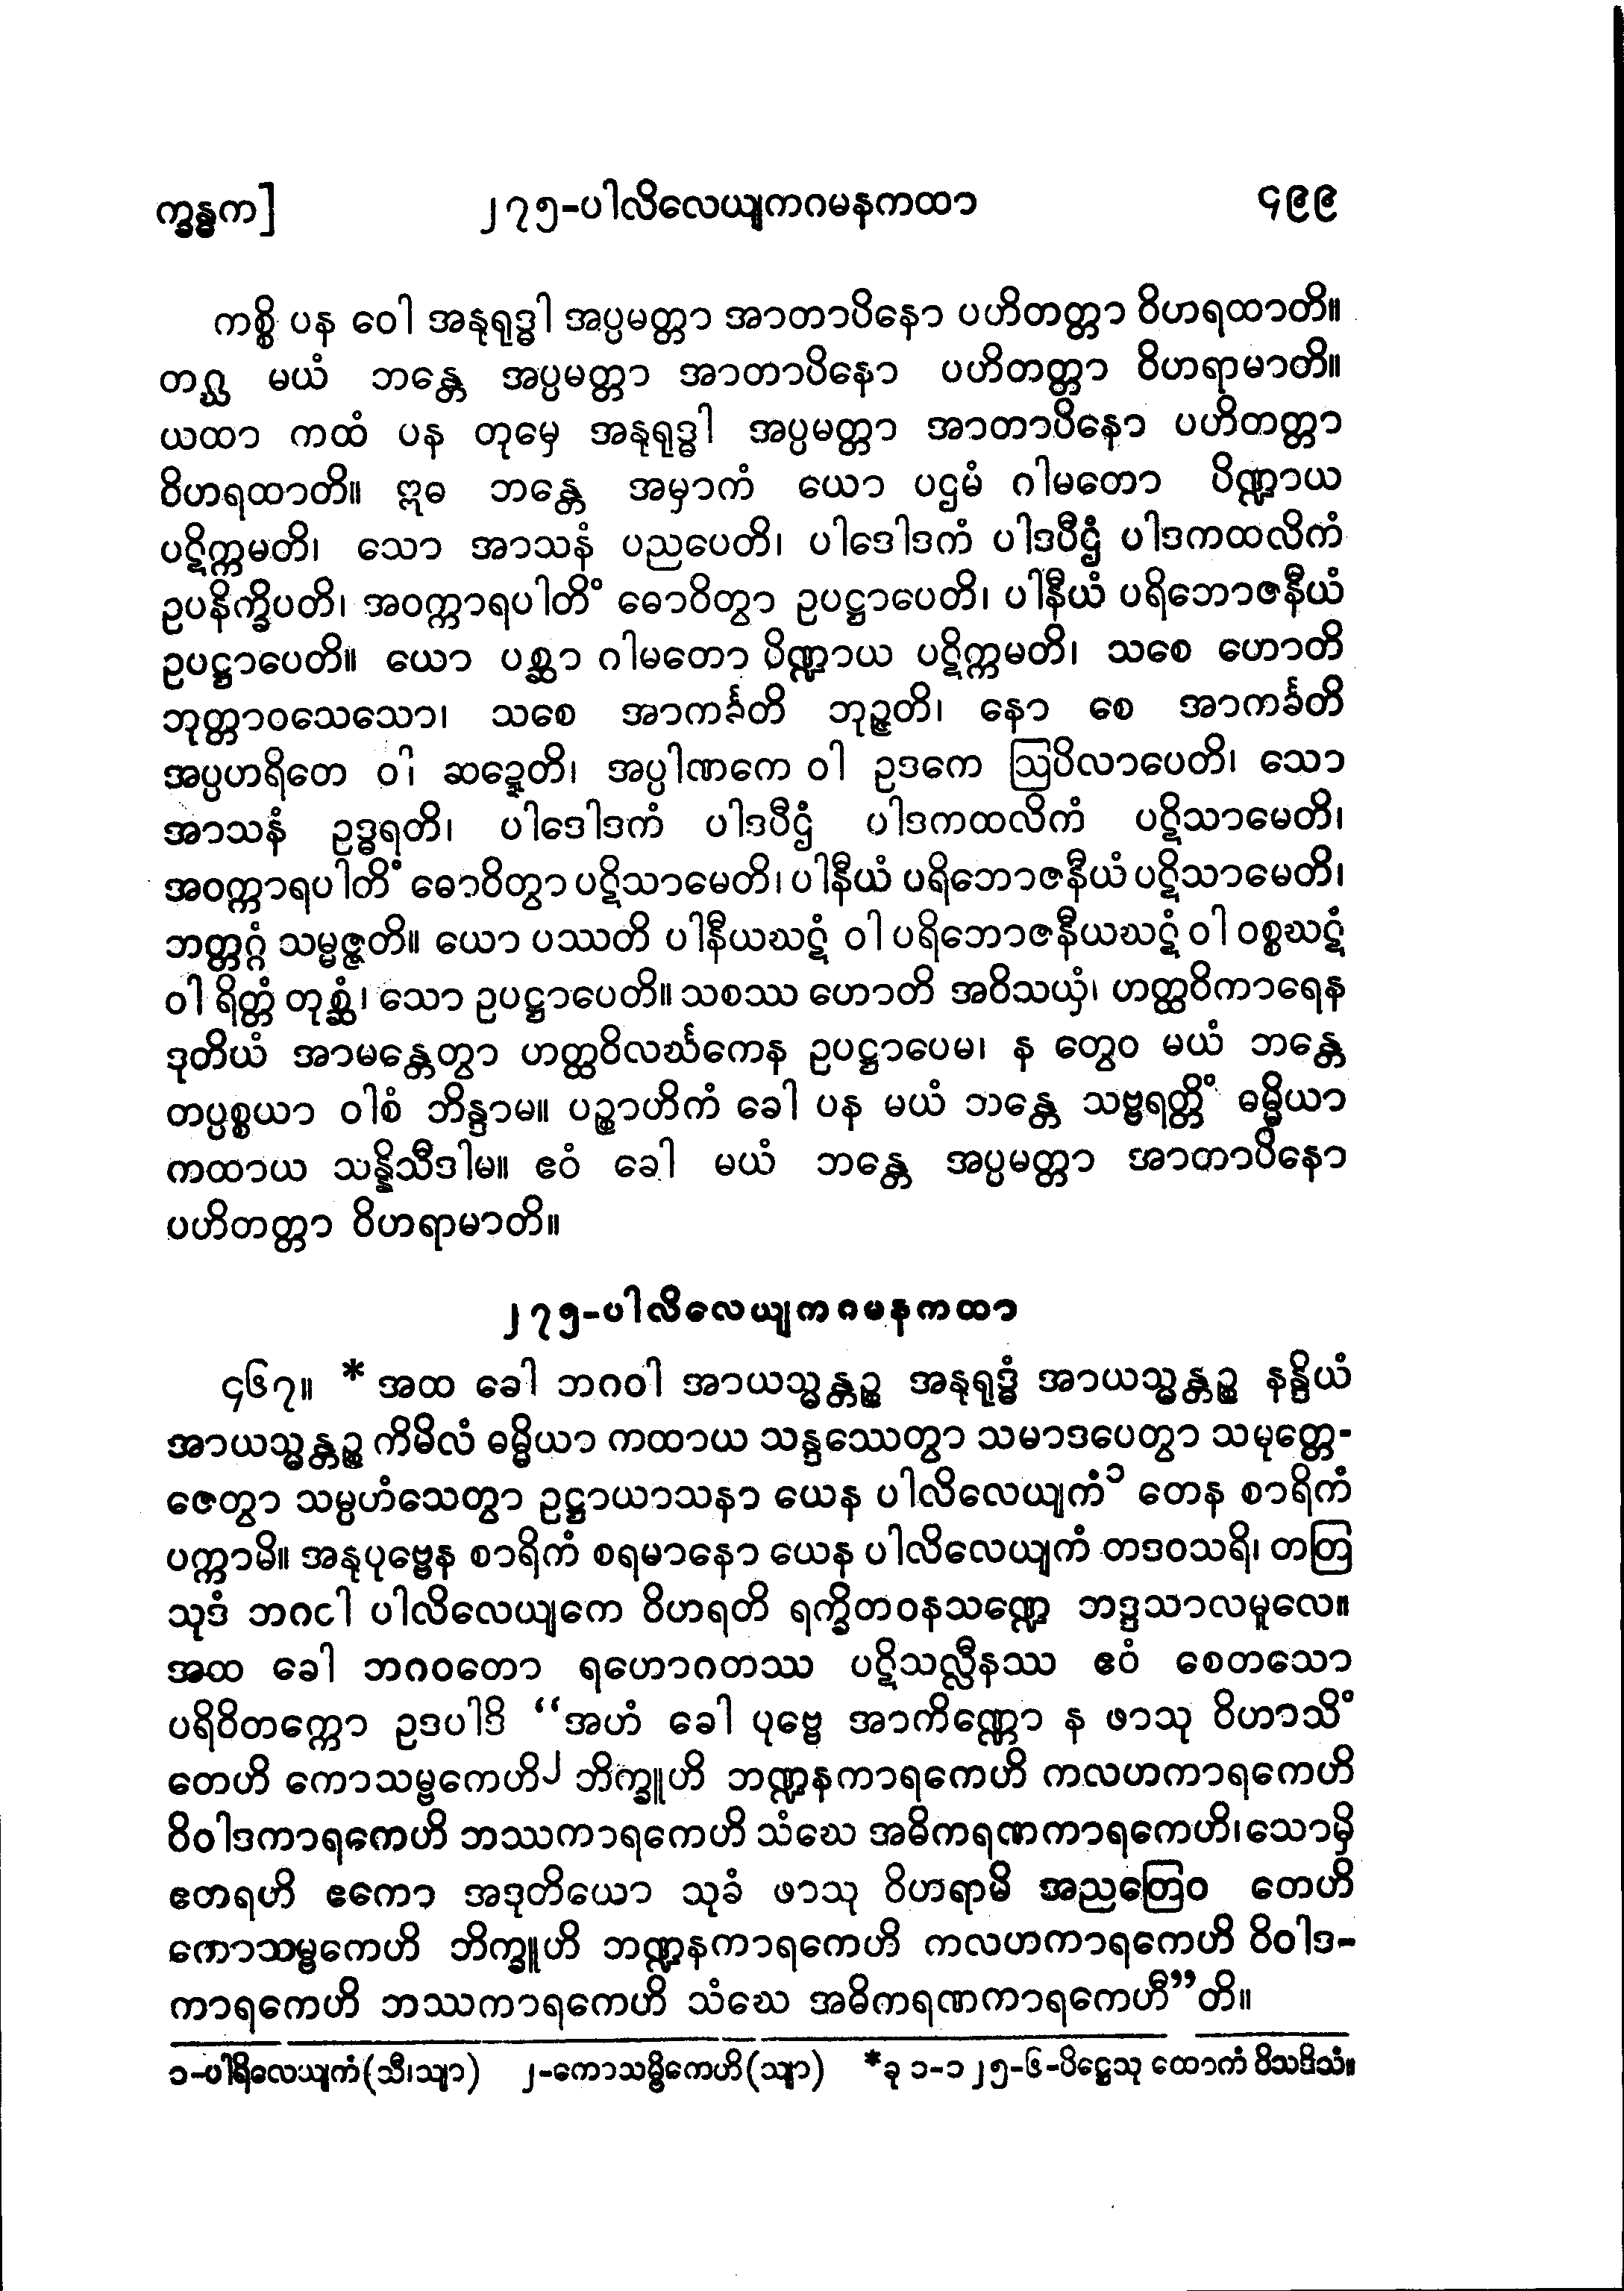 က္ခန္ဓက] ၂၇၅-ပါလိလေယျကဂမနကထာ ၄၉၉
ကစ္စိ ပန ဝေါ အနုရုဒ္ဓါ အပ္ပမတ္တာ အာတာပိနော ပဟိတတ္တာ ဝိဟရထာတိ။
တဂ္ဃ မယံ ဘန္တေ အပ္ပမတ္တာ အာတာပိနော ပဟိတတ္တာ ဝိဟရာမာတိ။
ယထာ ကထံ ပန တုမှေ အနုရုဒ္ဓါ အပ္ပမတ္တာ အာတာပိနော ပဟိတတ္တာ
ဝိဟရထာတိ။ ဣဓ ဘန္တေ အမှာကံ ယော ပဌမံ ဂါမတော ပိဏ္ဍာယ
ပဋိက္ကမတိ၊ သော အာသနံ ပညပေတိ၊ ပါဒေါဒကံ ပါဒပီဌံ ပါဒကထလိကံ
ဥပနိက္ခိပတိ၊ အဝက္ကာရပါတိံ ဓောဝိတွာ ဥပဋ္ဌာပေတိ၊ ပါနီယံ ပရိဘောဇနီယံ
ဥပဋ္ဌာပေတိ။ ယော ပစ္ဆာ ဂါမတော ပိဏ္ဍာယ ပဋိက္ကမတိ၊ သစေ ဟောတိ
ဘုတ္တာဝသေသော၊ သစေ အာကင်္ခတိ ဘုဉ္ဇတိ၊ နော စေ အာကင်္ခတိ
အပ္ပဟရိတေ ဝါ ဆဍ္ဍေတိ၊ အပ္ပါဏကေ ဝါ ဥဒကေ ဩပိလာပေတိ၊ သော
အာသနံ ဥဒ္ဓရတိ၊ ပါဒေါဒကံ ပါဒပီဌံ ပါဒကထလိကံ ပဋိသာမေတိ၊
အဝက္ကာရပါတိံ ဓောဝိတွာ ပဋိသာမေတိ၊ ပါနီယံ ပရိဘောဇနီယံ ပဋိသာမေတိ၊
ဘတ္တဂ္ဂံ သမ္မဇ္ဇတိ။ ယော ပဿတိ ပါနီယဃဋံ ဝါ ပရိဘောဇနီယဃဋံ ဝါ ဝစ္စဃဋံ
ဝါ ရိတ္တံ တုစ္ဆံ၊ သော ဥပဋ္ဌာပေတိ။ သစဿ ဟောတိ အဝိသယှံ၊ ဟတ္ထဝိကာရေန
ဒုတိယံ အာမန္တေတွာ ဟတ္ထဝိလင်္ဃကေန ဥပဋ္ဌာပေမ၊ န တွေဝ မယံ ဘန္တေ
တပ္ပစ္စယာ ဝါစံ ဘိန္ဒာမ။ ပဉ္စာဟိကံ ခေါ ပန မယံ ဘန္တေ သဗ္ဗရတ္တိံ ဓမ္မိယာ
ကထာယ သန္နိသီဒါမ။ ဧဝံ ခေါ မယံ ဘန္တေ အပ္ပမတ္တာ အာတာပိနော
ပဟိတတ္တာ ဝိဟရာမာတိ။
၂၇၅-ပါလိလေယျကဂမနကထာ
၄၆၇။ * အထ ခေါ ဘဂဝါ အာယသ္မန္တဉ္စ အနုရုဒ္ဓံ အာယသ္မန္တဉ္စ နန္ဒိယံ
အာယသ္မန္တဉ္စ ကိမိလံ ဓမ္မိယာ ကထာယ သန္ဒဿေတွာ သမာဒပေတွာ သမုတ္တေ-
ဇေတွာ သမ္ပဟံသေတွာ ဥဋ္ဌာယာသနာ ယေန ပါလိလေယျကံ၁ တေန စာရိကံ
ပက္ကာမိ။ အနုပုဗ္ဗေန စာရိကံ စရမာနော ယေန ပါလိလေယျကံ တဒဝသရိ၊ တတြ
သုဒံ ဘဂဝါ ပါလိလေယျကေ ဝိဟရတိ ရက္ခိတဝနသဏ္ဍေ ဘဒ္ဒသာလမူလေ။
အထ ခေါ ဘဂဝတော ရဟောဂတဿ ပဋိသလ္လီနဿ ဧဝံ စေတသော
ပရိဝိတက္ကော ဥဒပါဒိ “အဟံ ခေါ ပုဗ္ဗေ အာကိဏ္ဏော န ဖာသု ဝိဟာသိံ
တေဟိ ကောသမ္ဗကေဟိ၂ ဘိက္ခူဟိ ဘဏ္ဍနကာရကေဟိ ကလဟကာရကေဟိ
ဝိဝါဒကာရကေဟိ ဘဿကာရကေဟိ သံဃေ အဓိကရဏကာရကေဟိ၊သောမှိ
ဧတရဟိ ဧကော အဒုတိယော သုခံ ဖာသု ဝိဟရာမိ အညတြေဝ တေဟိ
ကောသမ္ဗကေဟိ ဘိက္ခူဟိ ဘဏ္ဍနကာရကေဟိ ကလဟကာရကေဟိ ဝိဝါဒ-
ကာရကေဟိ ဘဿကာရကေဟိ သံဃေ အဓိကရဏကာရကေဟီ”တိ။
၁-ပါရိလေယျကံ(သီ၊သျာ) ၂-ကောသမ္ဗိကေဟိ(သျာ) *ခု ၁-၁၂၅-၆-ပိဋ္ဌေသု ထောကံ ဝိသဒိသံ။